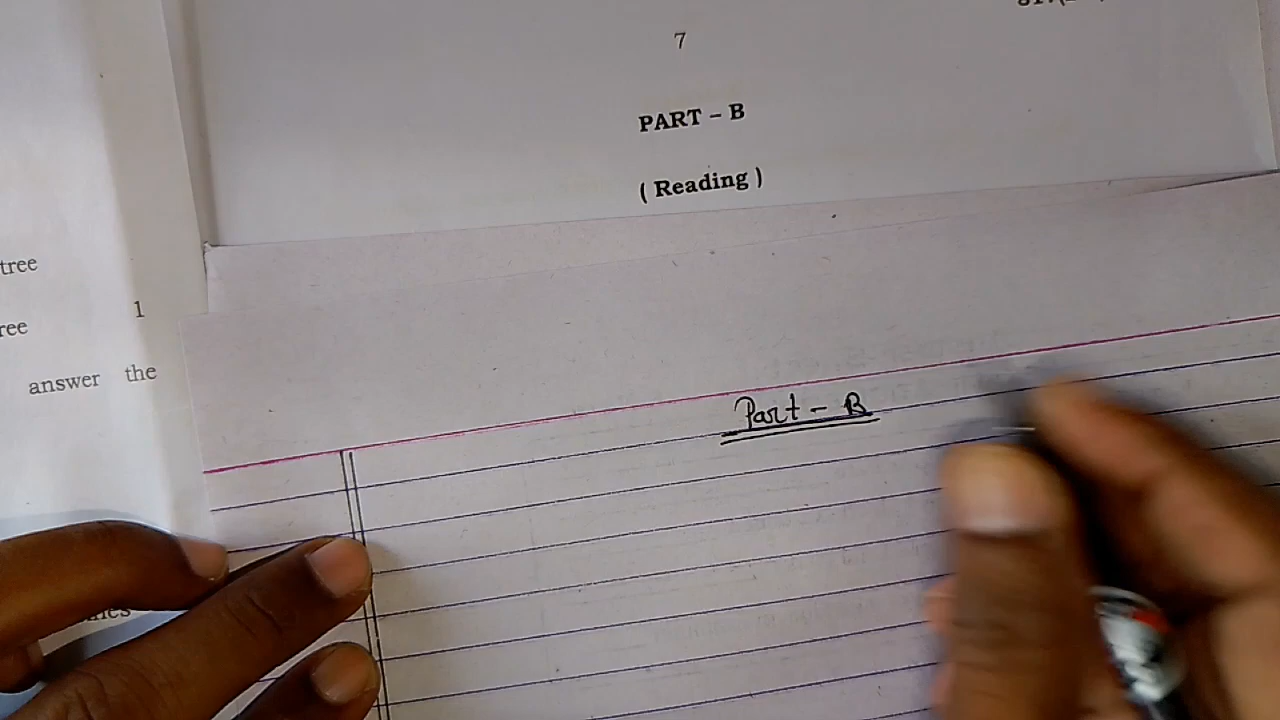 7
PART – B
( Reading )
tree
1
ree
answer the
Part - B